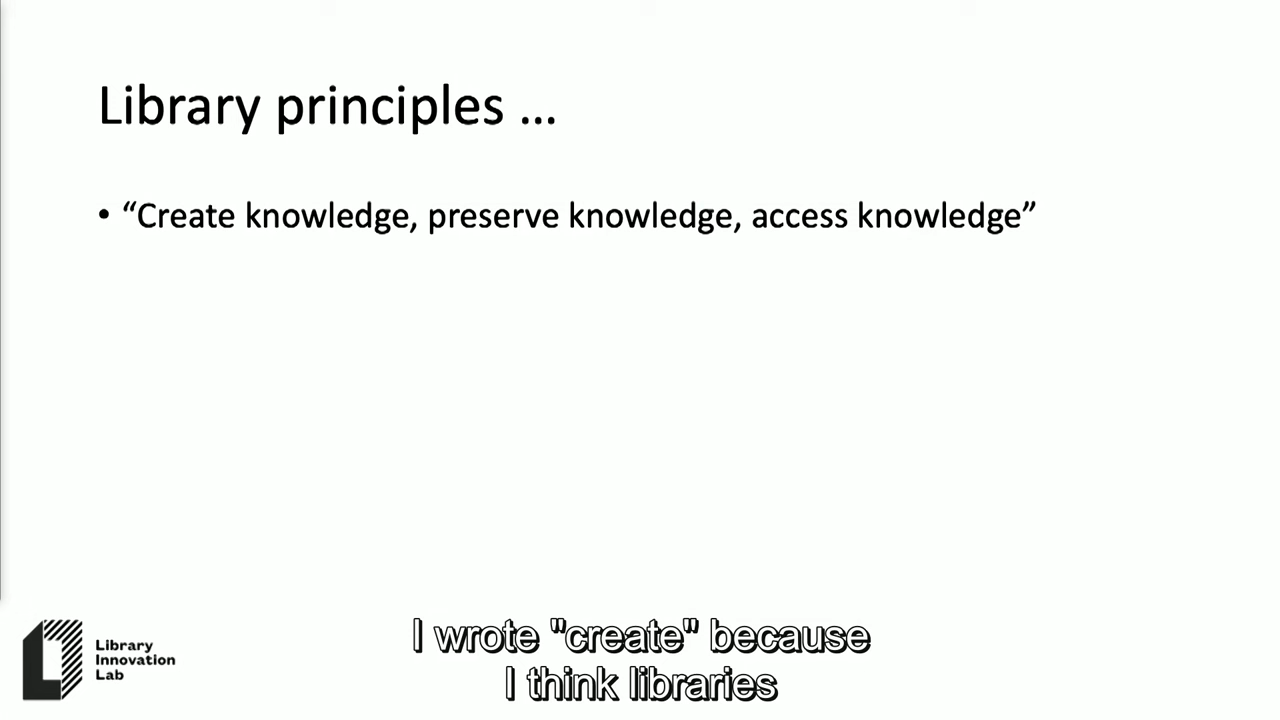 Library principles ...
• “Create knowledge, preserve knowledge, access knowledge”
Library
Innovation
Lab
I wrote "create" because
I think libraries